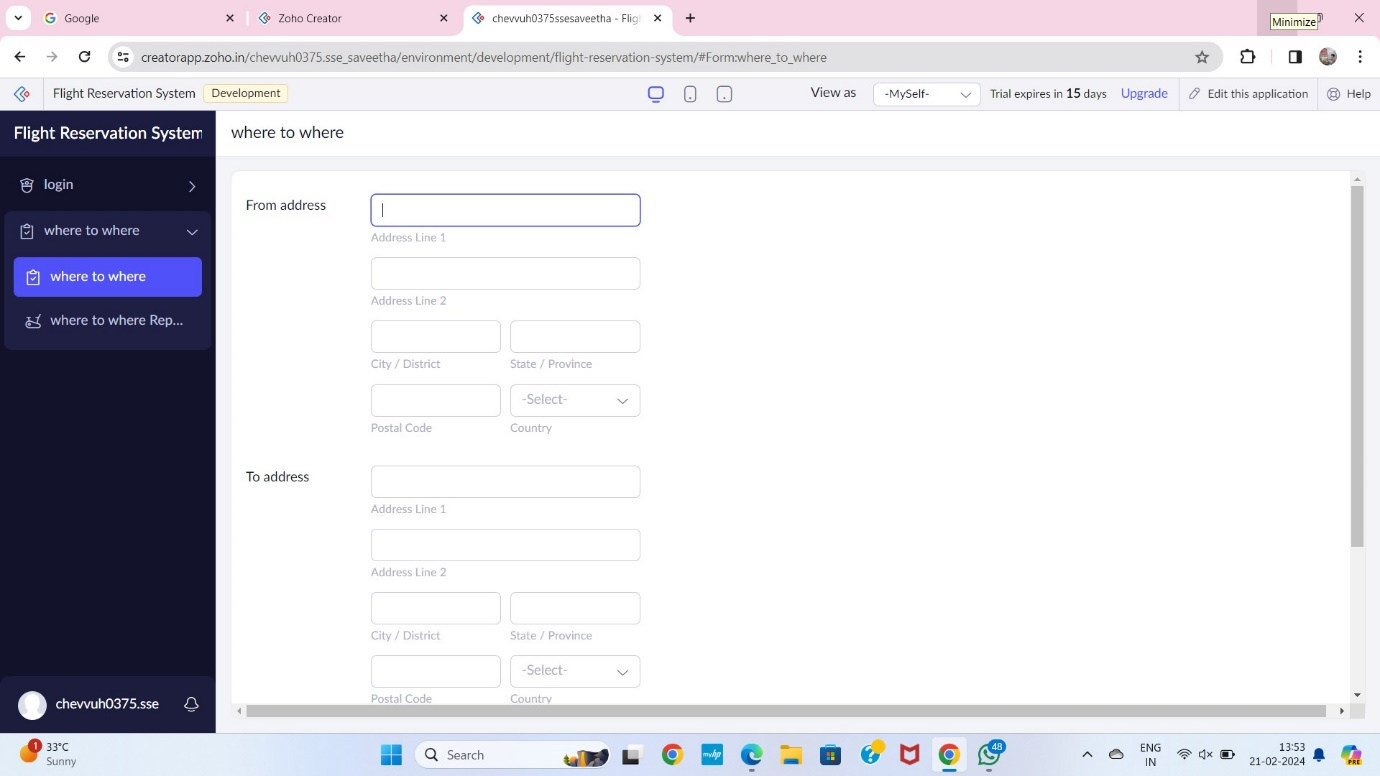 Google
Zoho Creator
chevvuh0375ssesaveetha - Flig
Minimize
creatorapp.zoho.in/chevvuh0375.sse_saveetha/environment/development/flight-reservation-system/#Form:where_to_where
Flight Reservation System
Development
View as
-MySelf-
Trial expires in 15 days
Upgrade
Edit this application
Help
Flight Reservation System
where to where
login
where to where
where to where
where to where Rep...
From address
Address Line 1
Address Line 2
City / District
State / Province
-Select-
Postal Code
Country
To address
Address Line 1
Address Line 2
City / District
State / Province
-Select-
Postal Code
Country
chevvuh0375.sse
1
33°C
Sunny
Search
myhp
48
ENG
IN
13:53
21-02-2024
PRE